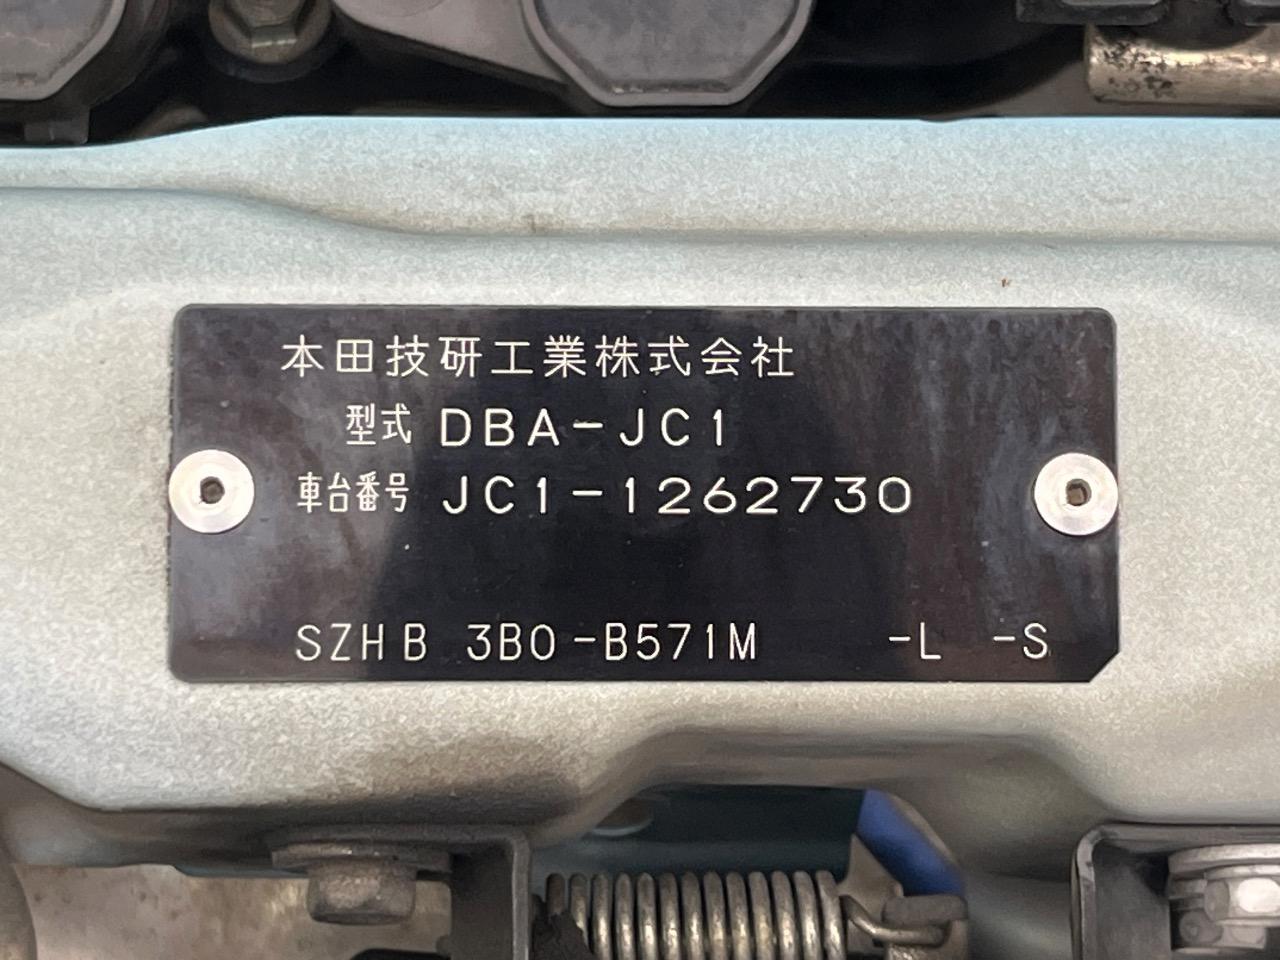 本田技研工業株式会社
型式 DBA-JC1
車台番号 JC1-1262730
SZHB 3B0-B571M -L -S